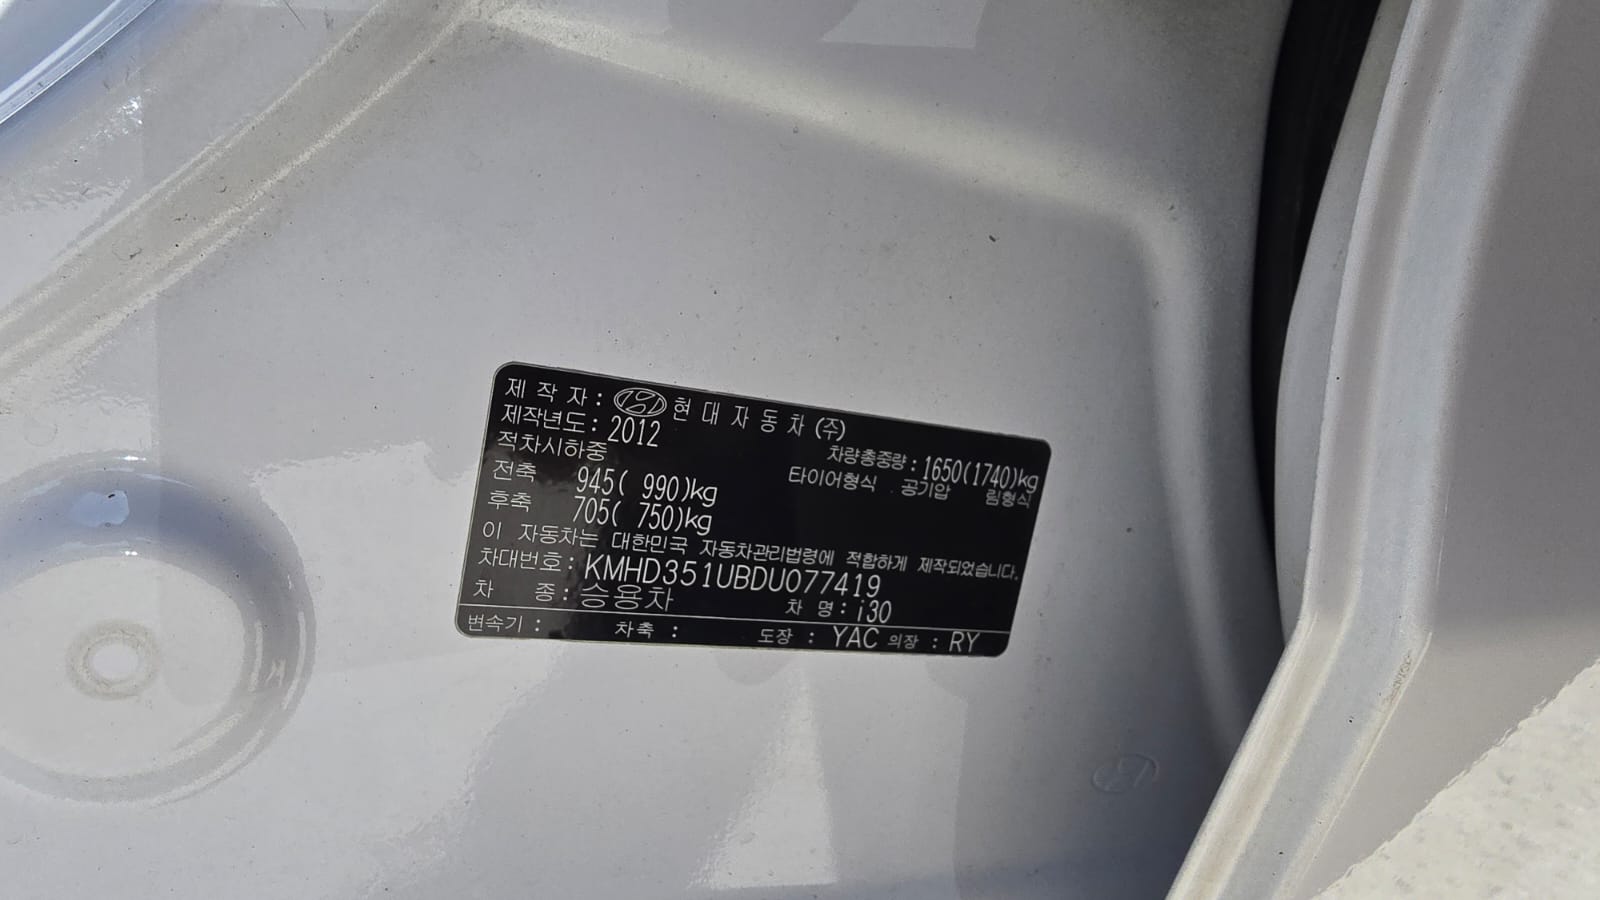 제 작 자 : 현 대 자 동 차 (주)
제작년도 : 2012
적차시하중 차량총중량 : 1650(1740)kg
전축 945( 990)kg 타이어형식 공기압 림형식
후축 705( 750)kg
이 자동차는 대한민국 자동차관리법령에 적합하게 제작되었습니다.
차대번호 : KMHD351UBDU077419
차 종 : 승용차 차 명 : i30
변속기 : 차축 : 도장 : YAC 의장 : RY